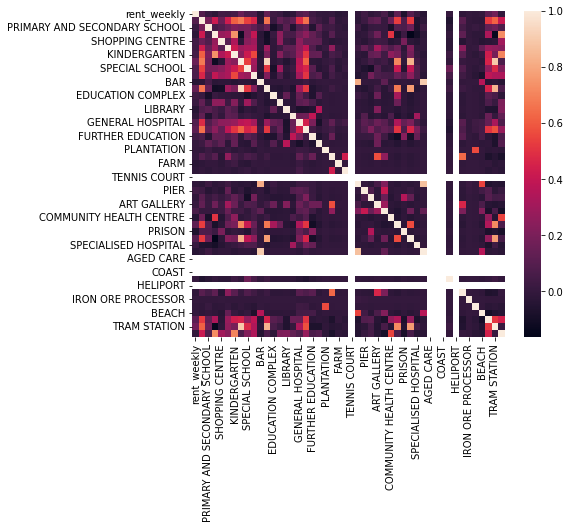 rent_weekly
PRIMARY AND SECONDARY SCHOOL
SHOPPING CENTRE
KINDERGARTEN
SPECIAL SCHOOL
BAR
EDUCATION COMPLEX
LIBRARY
GENERAL HOSPITAL
FURTHER EDUCATION
PLANTATION
FARM
TENNIS COURT
PIER
ART GALLERY
COMMUNITY HEALTH CENTRE
PRISON
SPECIALISED HOSPITAL
AGED CARE
COAST
HELIPORT
IRON ORE PROCESSOR
BEACH
TRAM STATION
1.0
0.8
0.6
0.4
0.2
0.0
rent_weekly
PRIMARY AND SECONDARY SCHOOL
SHOPPING CENTRE
KINDERGARTEN
SPECIAL SCHOOL
BAR
EDUCATION COMPLEX
LIBRARY
GENERAL HOSPITAL
FURTHER EDUCATION
PLANTATION
FARM
TENNIS COURT
PIER
ART GALLERY
COMMUNITY HEALTH CENTRE
PRISON
SPECIALISED HOSPITAL
AGED CARE
COAST
HELIPORT
IRON ORE PROCESSOR
BEACH
TRAM STATION